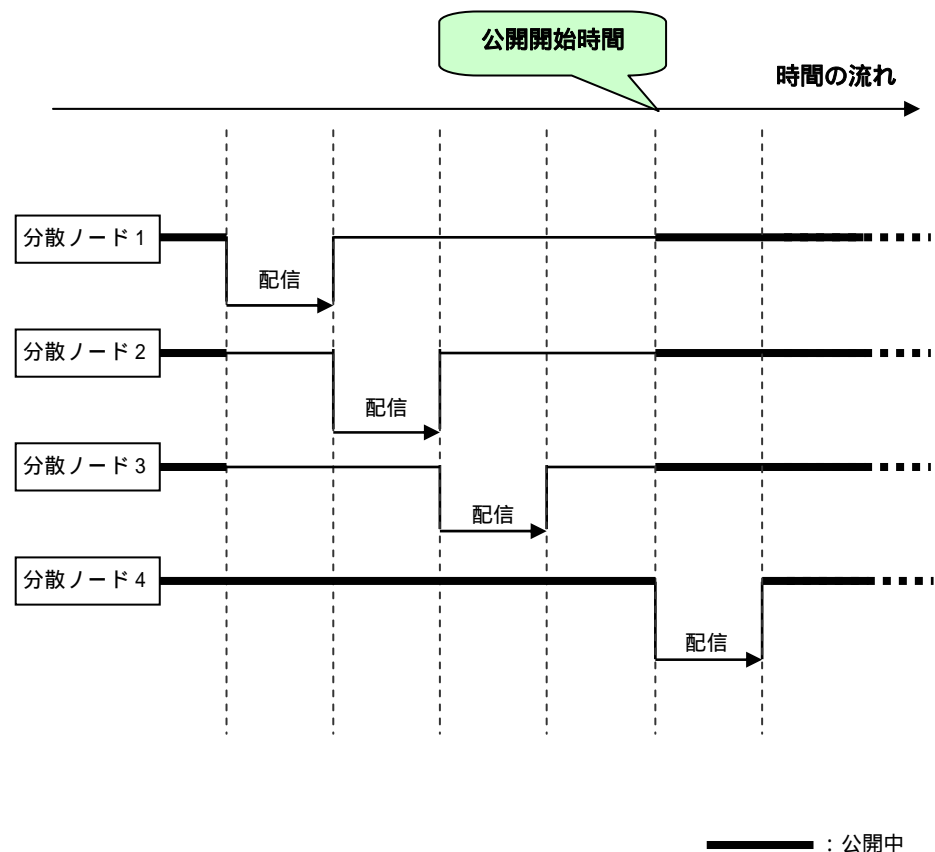 公開開始時間
時間の流れ
分散ノード1
配信
分散ノード2
配信
分散ノード3
配信
分散ノード4
配信
：公開中